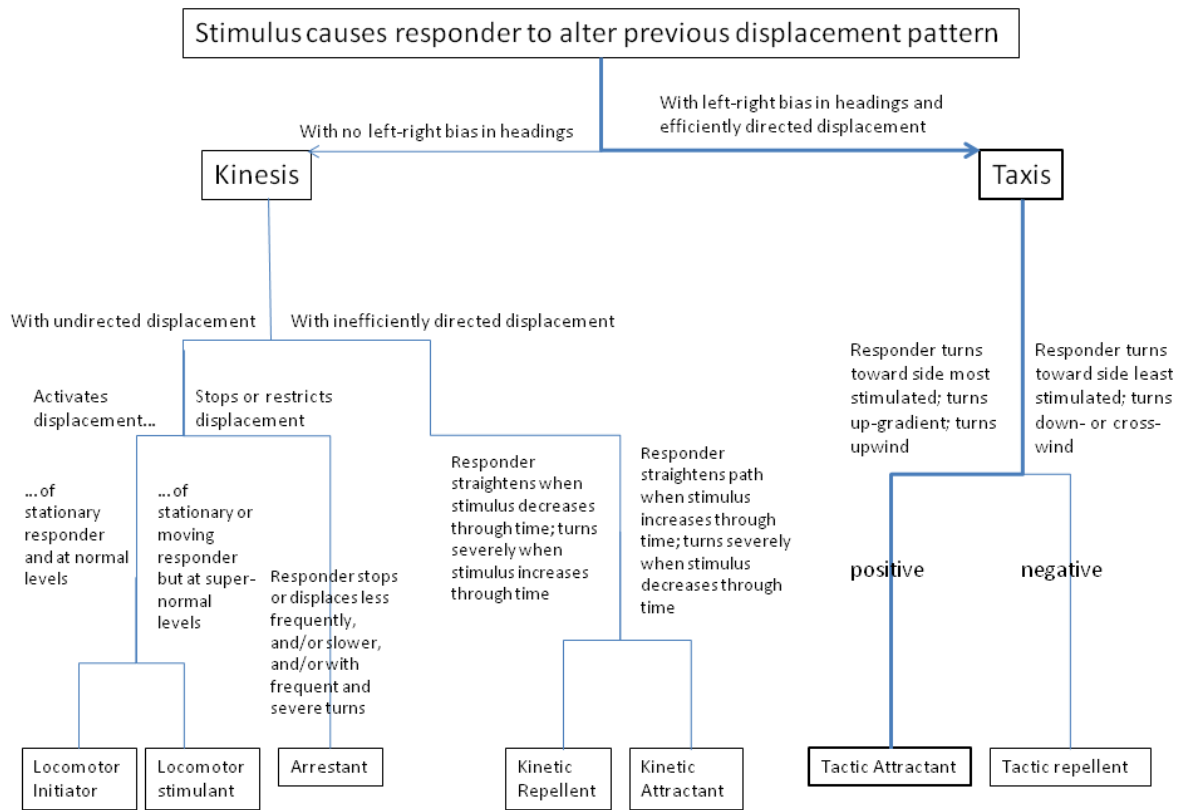 Stimulus causes responder to alter previous displacement pattern
With left-right bias in headings and
efficiently directed displacement
With no left-right bias in headings
Kinesis
Taxis
With undirected displacement
With inefficiently directed displacement
Responder turns
toward side most
stimulated; turns
up-gradient; turns
upwind
Responder turns
toward side least
stimulated; turns
down- or cross-
wind
Activates
displacement...
Stops or restricts
displacement
Responder
straightens when
stimulus decreases
through time; turns
severely when
stimulus increases
through time
Responder
straightens path
when stimulus
increases through
time; turns severely
when stimulus
decreases through
time
... of
stationary
responder
and at normal
levels
... of
stationary or
moving
responder
but at super-
normal
levels
Responder stops
or displaces less
frequently,
and/or slower,
and/or with
frequent and
severe turns
positive
negative
Locomotor
Initiator
Locomotor
stimulant
Arrestant
Kinetic
Repellent
Kinetic
Attractant
Tactic Attractant
Tactic repellent